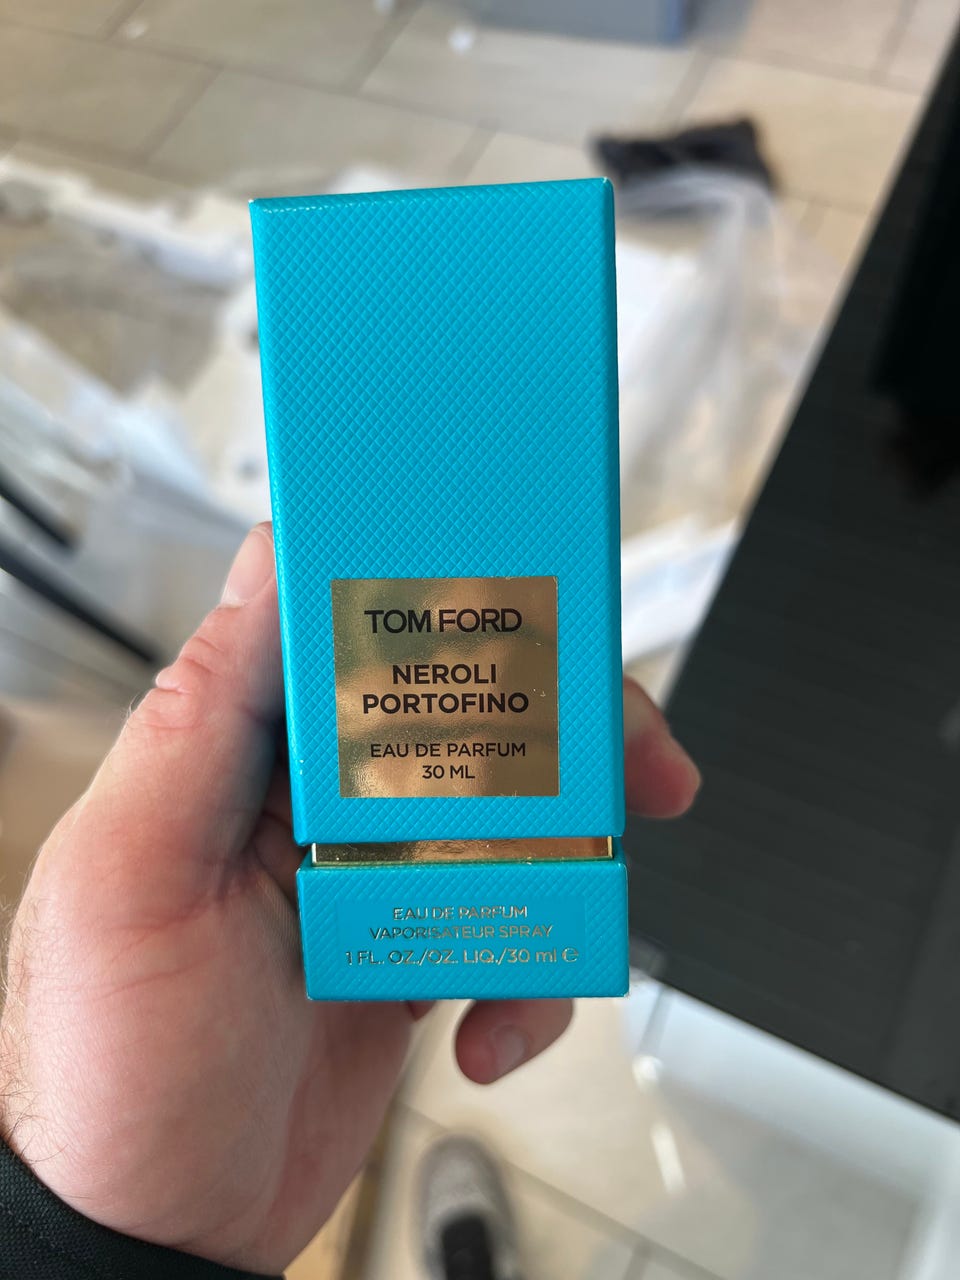 TOM FORD
NEROLI
PORTOFINO
EAU DE PARFUM
30 ML
EAU DE PARFUM
VAPORISATEUR SPRAY
1 FL. OZ./OZ. LIQ./30 ml ℮